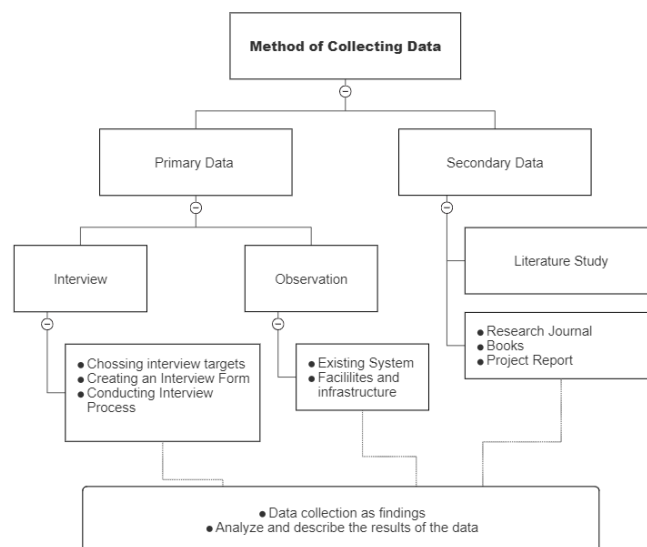 Method of Collecting Data
Primary Data
Secondary Data
Interview
Observation
Literature Study
● Research Journal
● Books
● Project Report
● Chossing interview targets
● Creating an Interview Form
● Conducting Interview
Process
● Existing System
● Facililites and
infrastructure
● Data collection as findings
● Analyze and describe the results of the data